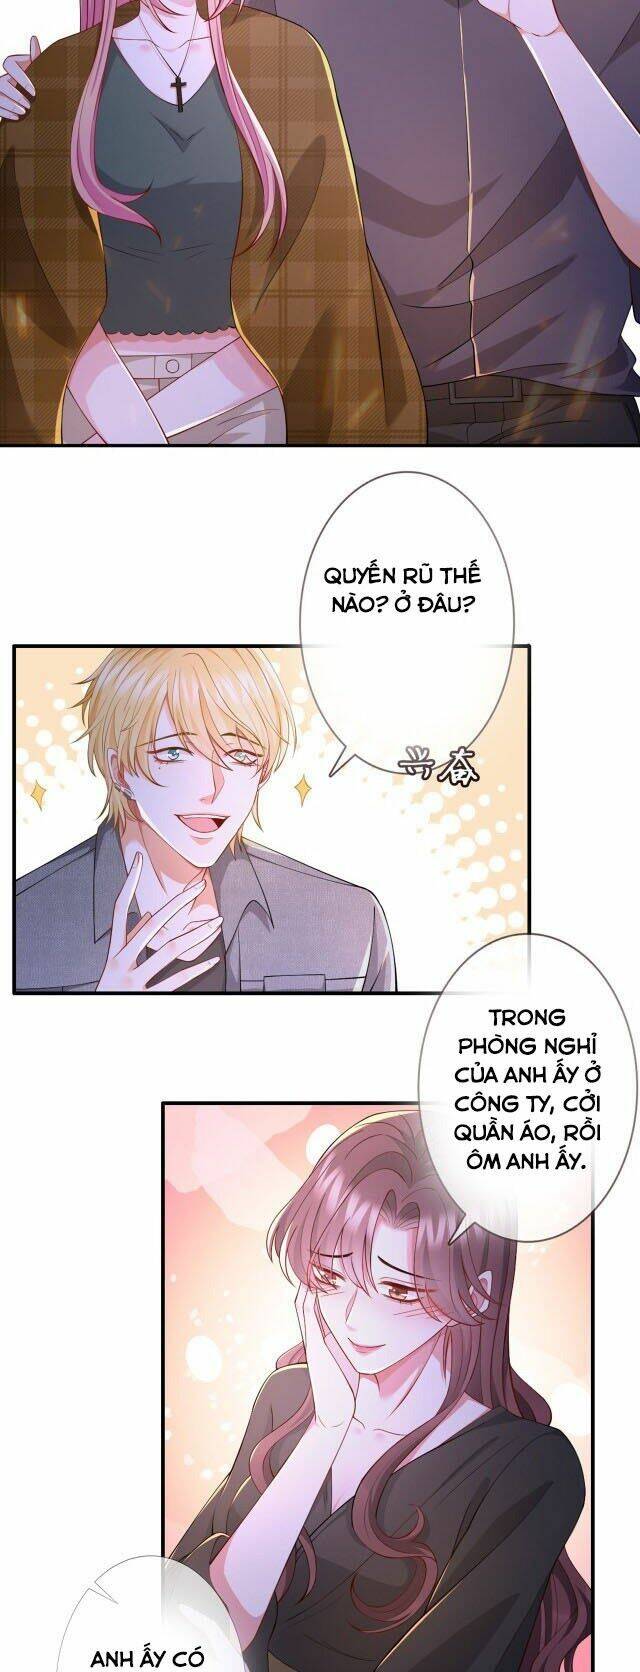 QUYẾN RŨ THẾ
NÀO? Ở ĐÂU?
兴奋
TRONG
PHÒNG NGHỈ
CỦA ANH ẤY Ở
CÔNG TY, CỞI
QUẦN ÁO, RỒI
ÔM ANH ẤY.
ANH ẤY CÓ